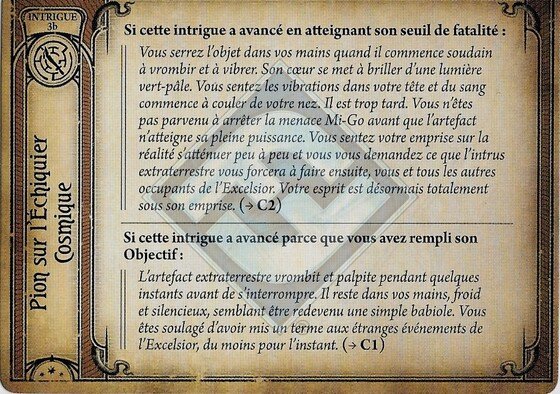 INTRIGUE
3b
Pion sur l'Échiquier
Cosmique
Si cette intrigue a avancé en atteignant son seuil de fatalité :
Vous serrez l'objet dans vos mains quand il commence soudain
à vrombir et à vibrer. Son cœur se met à briller d'une lumière
vert-pâle. Vous sentez les vibrations dans votre tête et du sang
commence à couler de votre nez. Il est trop tard. Vous n'êtes
pas parvenu à arrêter la menace Mi-Go avant que l'artefact
n'atteigne sa pleine puissance. Vous sentez votre emprise sur la
réalité s'atténuer peu à peu et vous vous demandez ce que l'intrus
extraterrestre vous forcera à faire ensuite, vous et tous les autres
occupants de l'Excelsior. Votre esprit est désormais totalement
sous son emprise. (→ C2)
Si cette intrigue a avancé parce que vous avez rempli son
Objectif :
L'artefact extraterrestre vrombit et palpite pendant quelques
instants avant de s'interrompre. Il reste dans vos mains, froid
et silencieux, semblant être redevenu une simple babiole. Vous
êtes soulagé d'avoir mis un terme aux étranges événements de
l'Excelsior, du moins pour l'instant. (→ C1)